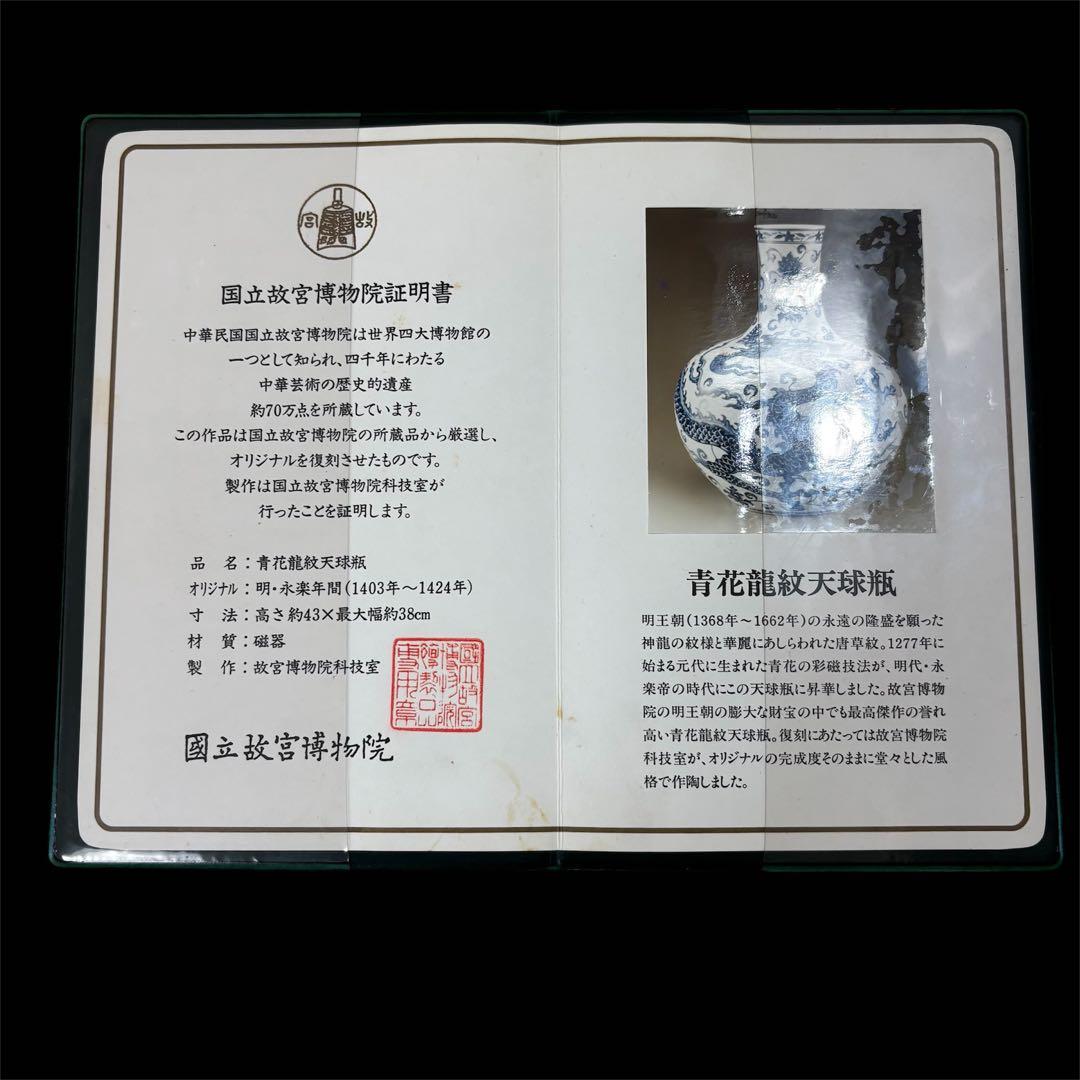 宮 故
国立故宮博物院証明書
中華民国国立故宮博物院は世界四大博物館の
一つとして知られ、四千年にわたる
中華芸術の歴史的遺産
約70万点を所蔵しています。
この作品は国立故宮博物院の所蔵品から厳選し、
オリジナルを復刻させたものです。
製作は国立故宮博物院科技室が
行ったことを証明します。
品　名：青花龍紋天球瓶
オリジナル：明・永楽年間(1403年～1424年)
寸　法：高さ約43×最大幅約38cm
材　質：磁器
製　作：故宮博物院科技室
國立故宮
博物院
製品
專用章
國立故宮博物院
青花龍紋天球瓶
明王朝(1368年～1662年)の永遠の隆盛を願った
神龍の紋様と華麗にあしらわれた唐草紋。1277年に
始まる元代に生まれた青花の彩磁技法が、明代・永
楽帝の時代にこの天球瓶に昇華しました。故宮博物
院の明王朝の膨大な財宝の中でも最高傑作の誉れ
高い青花龍紋天球瓶。復刻にあたっては故宮博物院
科技室が、オリジナルの完成度そのままに堂々とした風
格で作陶しました。